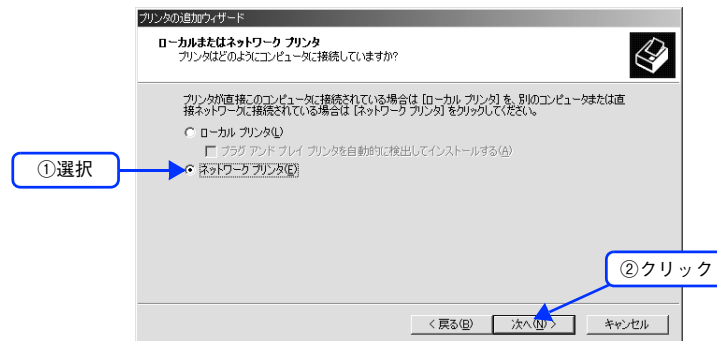 プリンタの追加ウィザード
ローカルまたはネットワーク プリンタ
プリンタはどのようにコンピュータに接続していますか?
プリンタが直接このコンピュータに接続されている場合は [ローカル プリンタ] を、別のコンピュータまたは直
接ネットワークに接続されている場合は [ネットワーク プリンタ] をクリックしてください。
ローカル プリンタ(L)
プラグ アンド プレイ プリンタを自動的に検出してインストールする(A)
①選択
ネットワーク プリンタ(E)
②クリック
< 戻る(B)
次へ(N) >
キャンセル